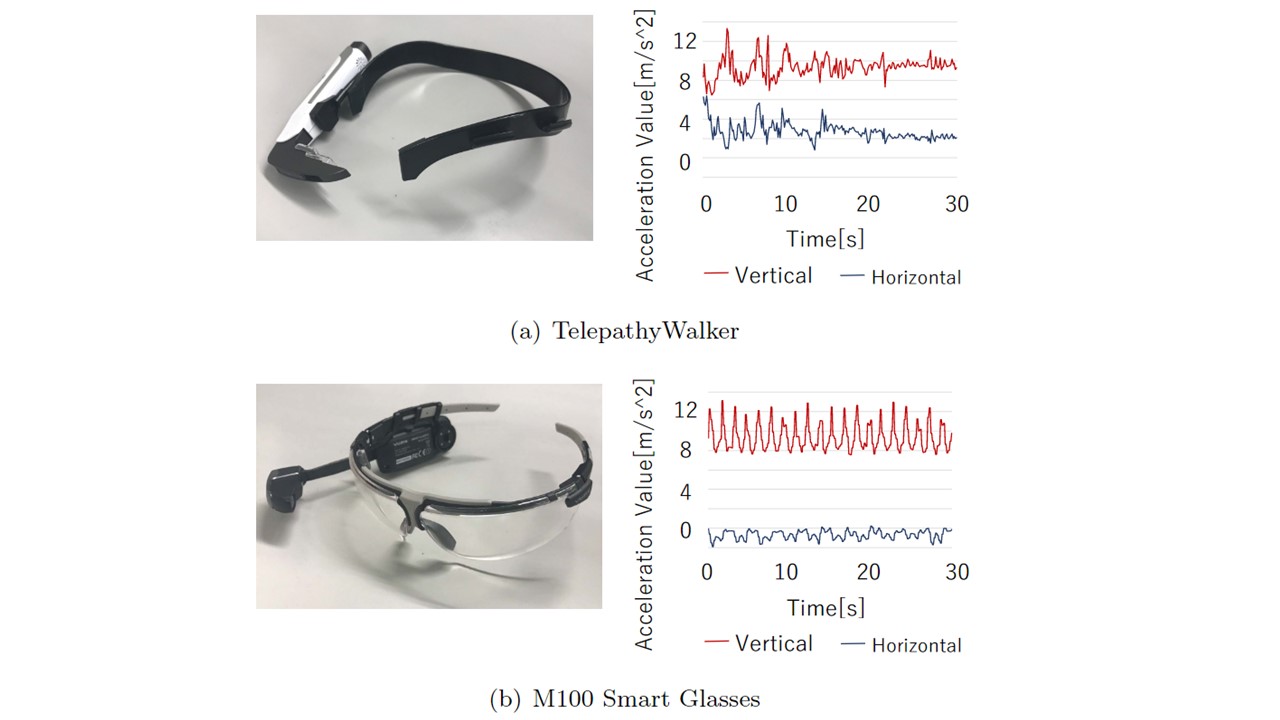 Acceleration Value[m/s^2]
12
8
4
0
0 10 20 30
Time[s]
Vertical Horizontal
(a) TelepathyWalker
Acceleration Value[m/s^2]
12
8
4
0
0 10 20 30
Time[s]
Vertical Horizontal
(b) M100 Smart Glasses